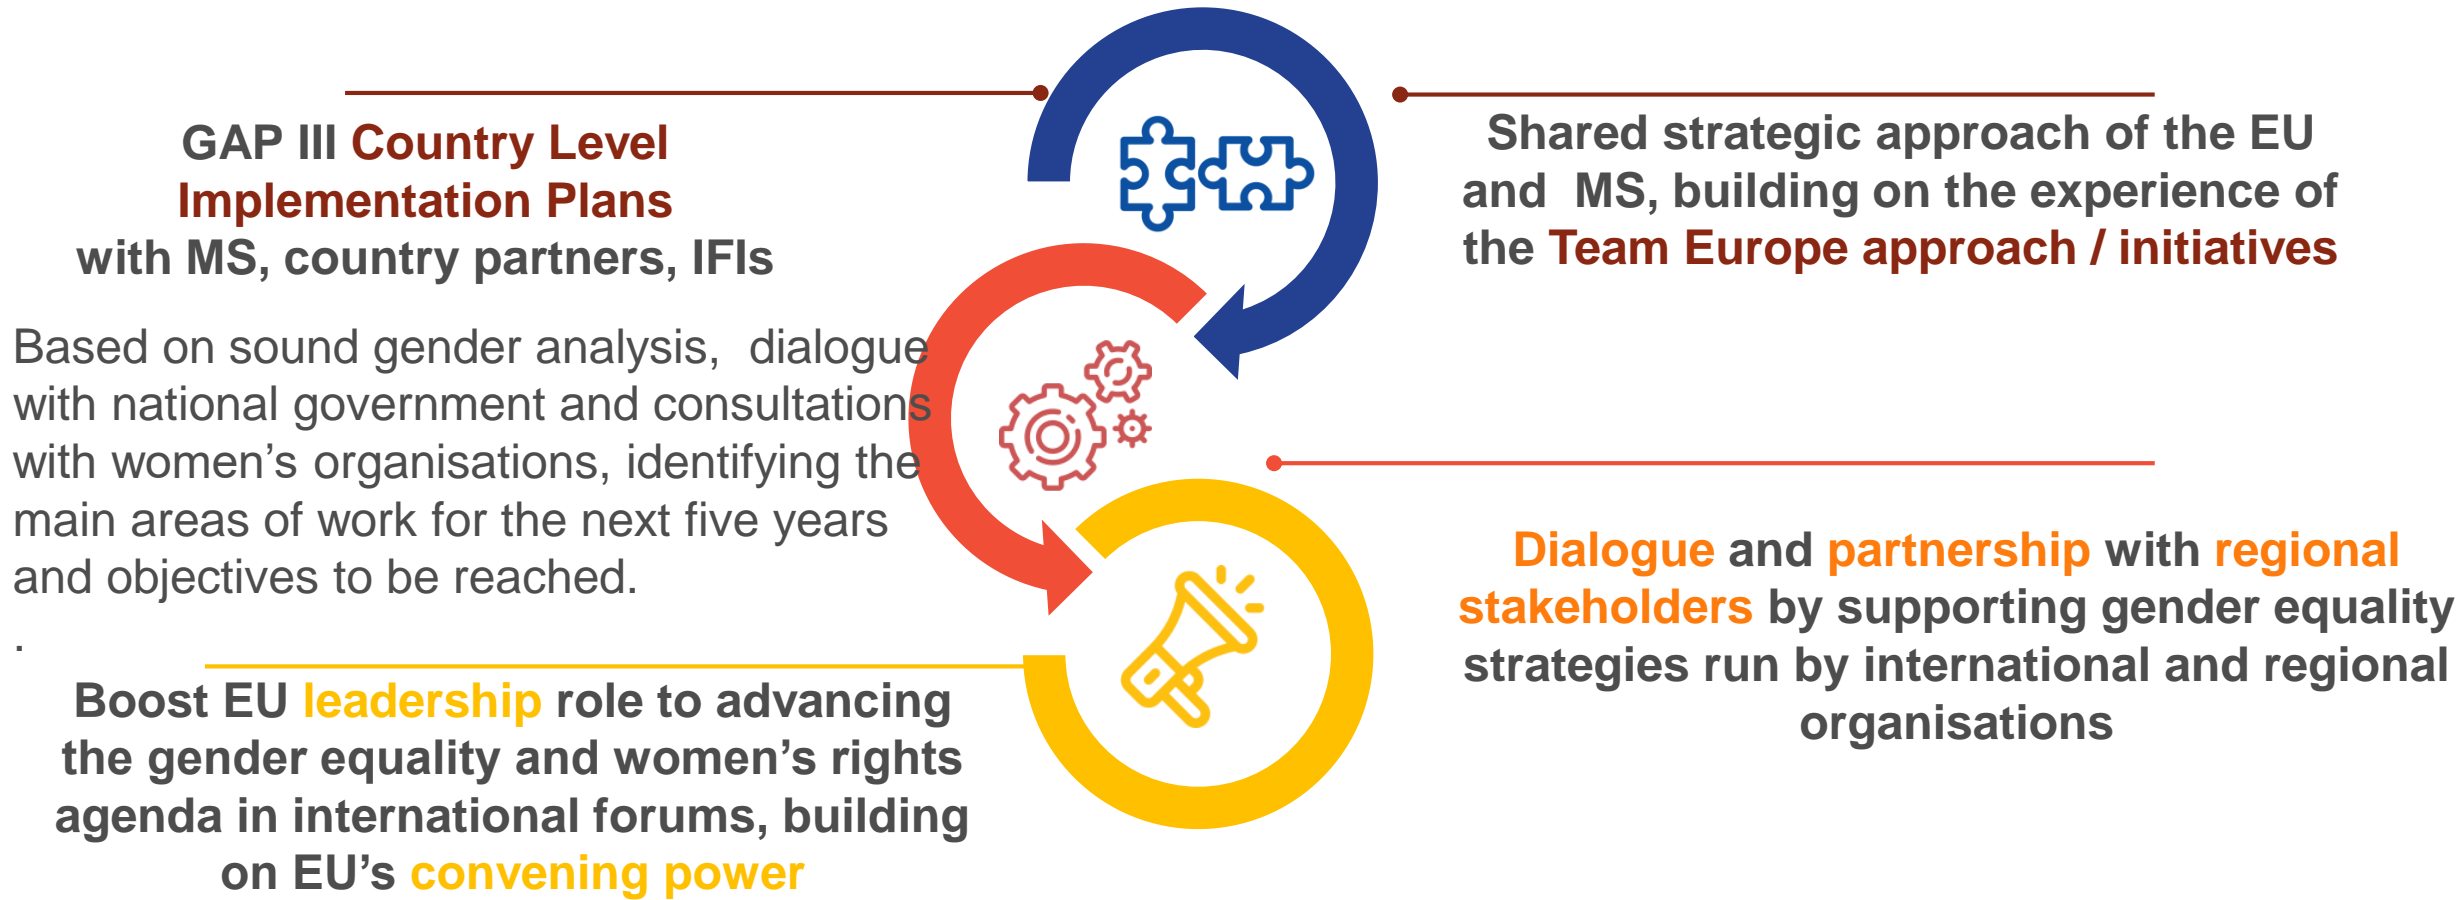 GAP III Country Level
Implementation Plans
with MS, country partners, IFIs
Based on sound gender analysis,  dialogue
with national government and consultations
with women’s organisations, identifying the
main areas of work for the next five years
and objectives to be reached.
.
Boost EU leadership role to advancing
the gender equality and women’s rights
agenda in international forums, building
on EU’s convening power
Shared strategic approach of the EU
and  MS, building on the experience of
the Team Europe approach / initiatives
Dialogue and partnership with regional
stakeholders by supporting gender equality
strategies run by international and regional
organisations